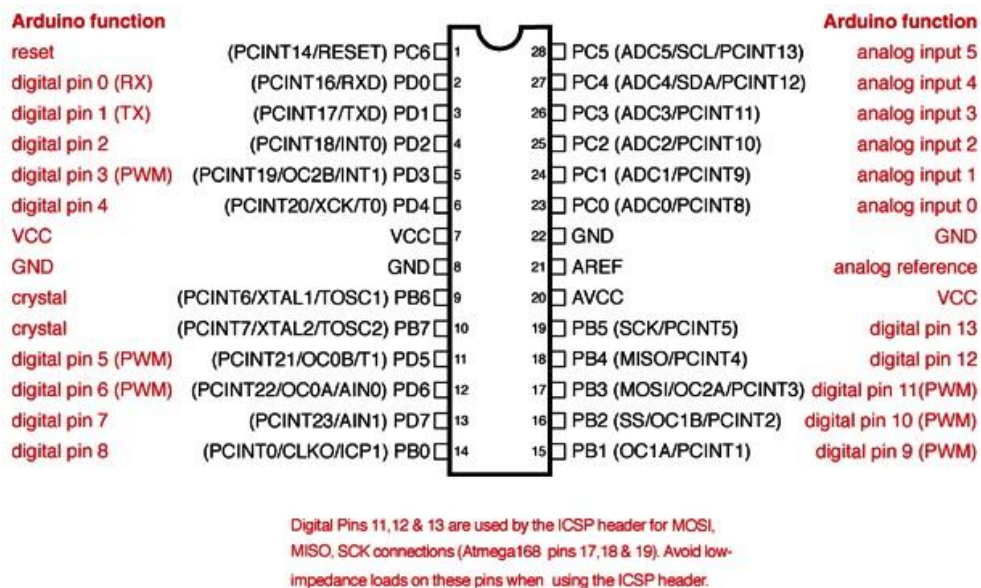 Arduino function Arduino function
reset (PCINT14/RESET) PC6 1 28 PC5 (ADC5/SCL/PCINT13) analog input 5
digital pin 0 (RX) (PCINT16/RXD) PD0 2 27 PC4 (ADC4/SDA/PCINT12) analog input 4
digital pin 1 (TX) (PCINT17/TXD) PD1 3 26 PC3 (ADC3/PCINT11) analog input 3
digital pin 2 (PCINT18/INT0) PD2 4 25 PC2 (ADC2/PCINT10) analog input 2
digital pin 3 (PWM) (PCINT19/OC2B/INT1) PD3 5 24 PC1 (ADC1/PCINT9) analog input 1
digital pin 4 (PCINT20/XCK/T0) PD4 6 23 PC0 (ADC0/PCINT8) analog input 0
VCC VCC 7 22 GND GND
GND GND 8 21 AREF analog reference
crystal (PCINT6/XTAL1/TOSC1) PB6 9 20 AVCC VCC
crystal (PCINT7/XTAL2/TOSC2) PB7 10 19 PB5 (SCK/PCINT5) digital pin 13
digital pin 5 (PWM) (PCINT21/OC0B/T1) PD5 11 18 PB4 (MISO/PCINT4) digital pin 12
digital pin 6 (PWM) (PCINT22/OC0A/AIN0) PD6 12 17 PB3 (MOSI/OC2A/PCINT3) digital pin 11(PWM)
digital pin 7 (PCINT23/AIN1) PD7 13 16 PB2 (SS/OC1B/PCINT2) digital pin 10 (PWM)
digital pin 8 (PCINT0/CLKO/ICP1) PB0 14 15 PB1 (OC1A/PCINT1) digital pin 9 (PWM)
Digital Pins 11,12 & 13 are used by the ICSP header for MOSI,
MISO, SCK connections (Atmega168 pins 17,18 & 19). Avoid low-
impedance loads on these pins when using the ICSP header.